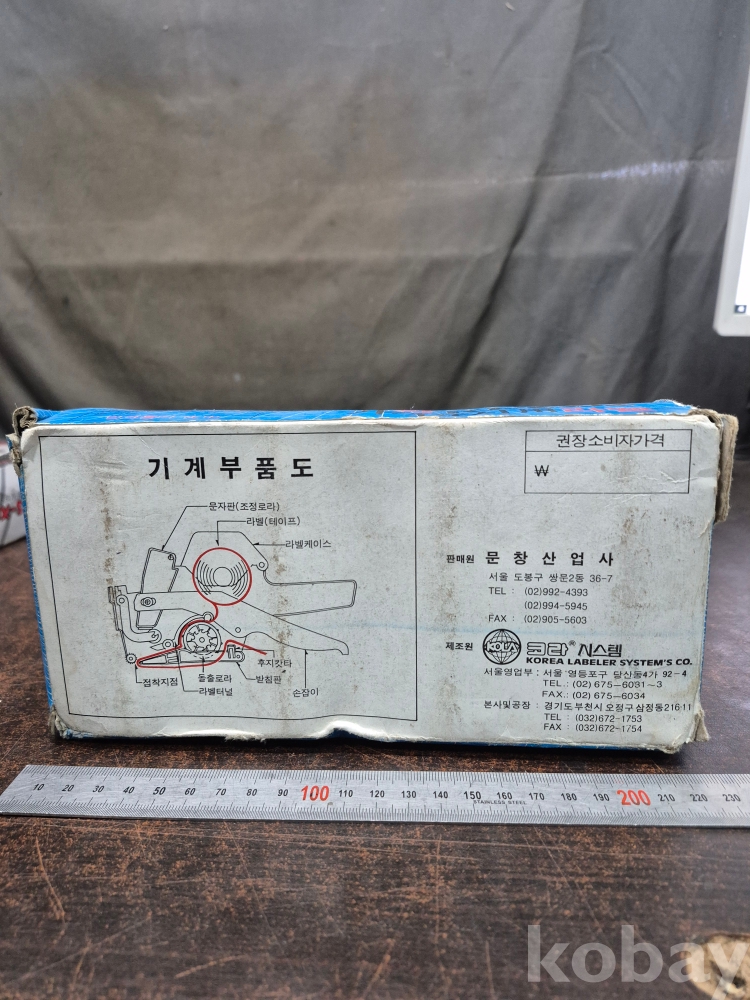 기계부품도
문자판(조정로라)
라벨(테이프)
라벨케이스
후지캇타
접착지점
돌출로라
받침판
손잡이
라벨터널
권장소비자가격
₩
판매원 문창산업사
서울 도봉구 쌍문2동 36-7
TEL : (02)992-4393
(02)994-5945
FAX : (02)905-5603
제조원 KOLA 코라® 시스템
KOREA LABELER SYSTEM'S CO.
서울영업부 : 서울 영등포구 당산동4가 92-4
TEL.: (02) 675-6031~3
FAX.: (02) 675-6034
본사및공장 : 경기도 부천시 오정구 삼정동 216-11
TEL : (032)672-1753
FAX : (032)672-1754
10 20 30 40 50 60 70 80 90 100 110 120 130 140 150 160 170 180 190 200 210 220 230
STAINLESS STEEL
kobay